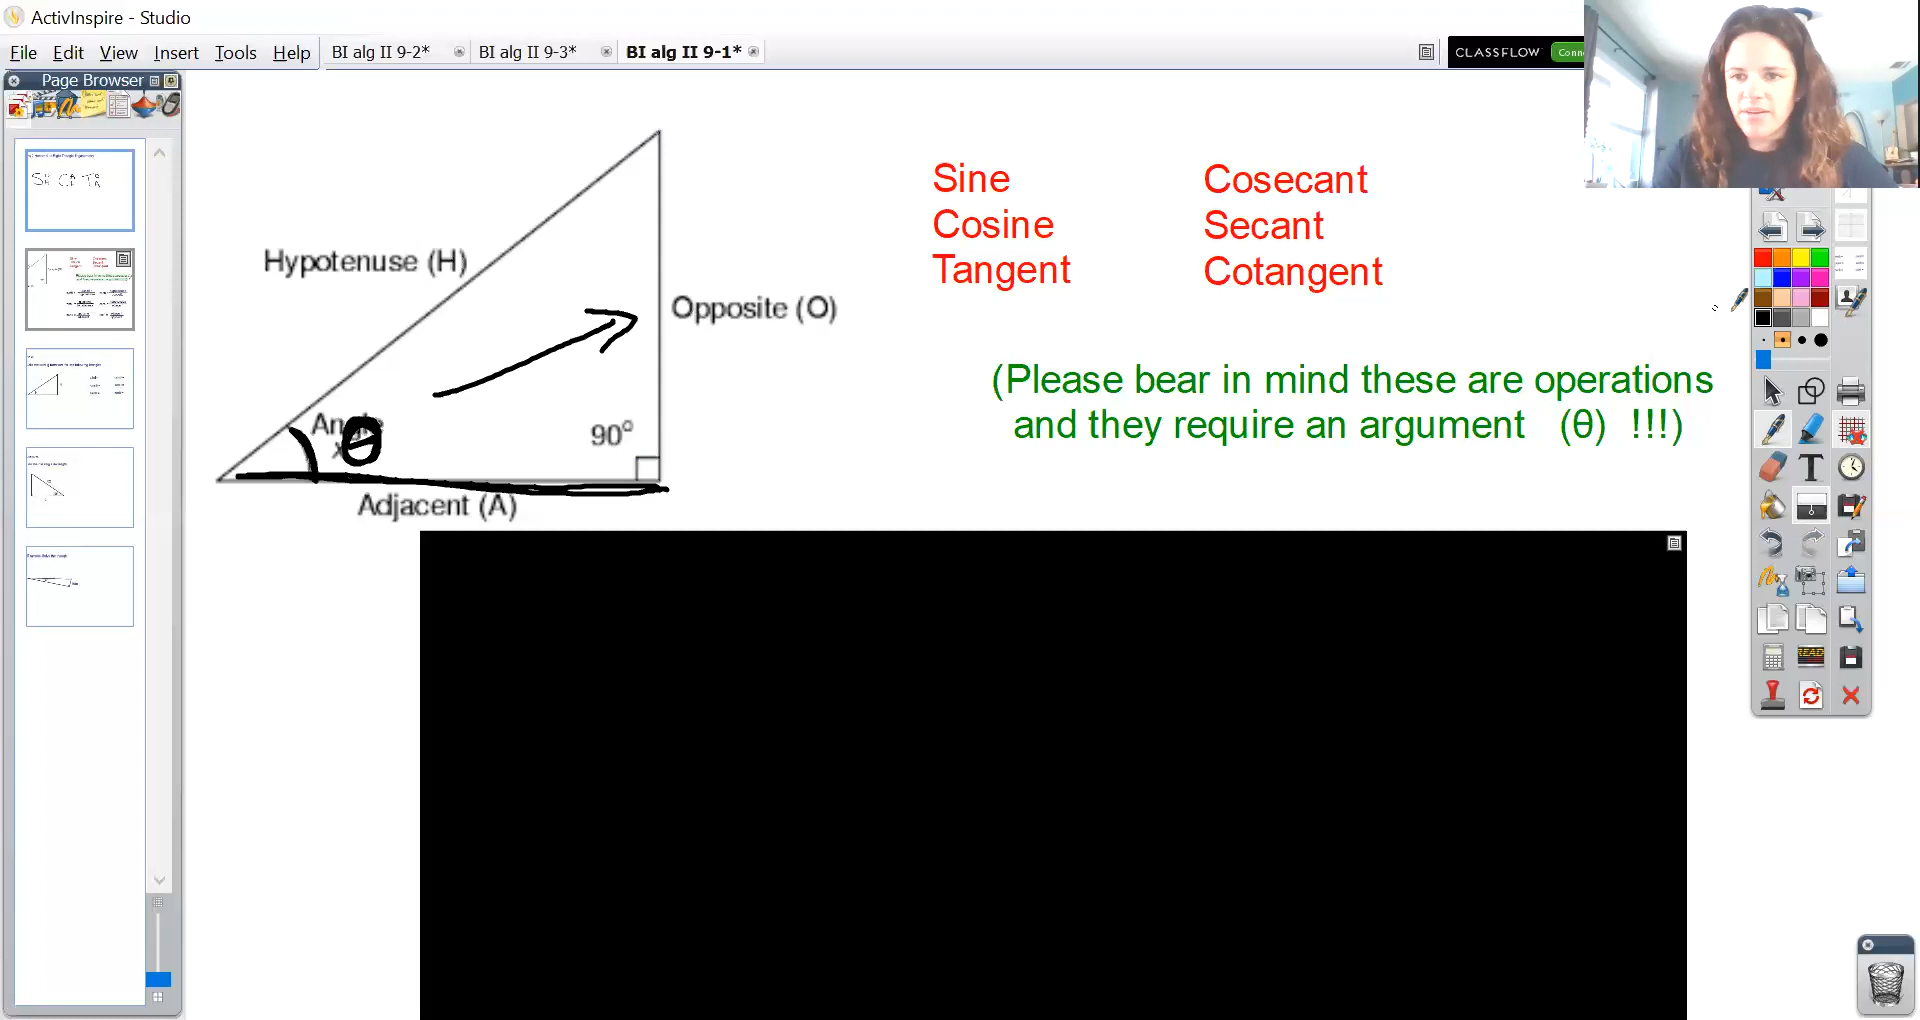 ActivInspire - Studio
File Edit View Insert Tools Help
BI alg II 9-2* BI alg II 9-3* BI alg II 9-1*
CLASSFLOW Conne
Page Browser
Hypotenuse (H)
Opposite (O)
θ
90°
Adjacent (A)
Sine Cosecant
Cosine Secant
Tangent Cotangent
(Please bear in mind these are operations
and they require an argument (θ) !!!)
T
READ